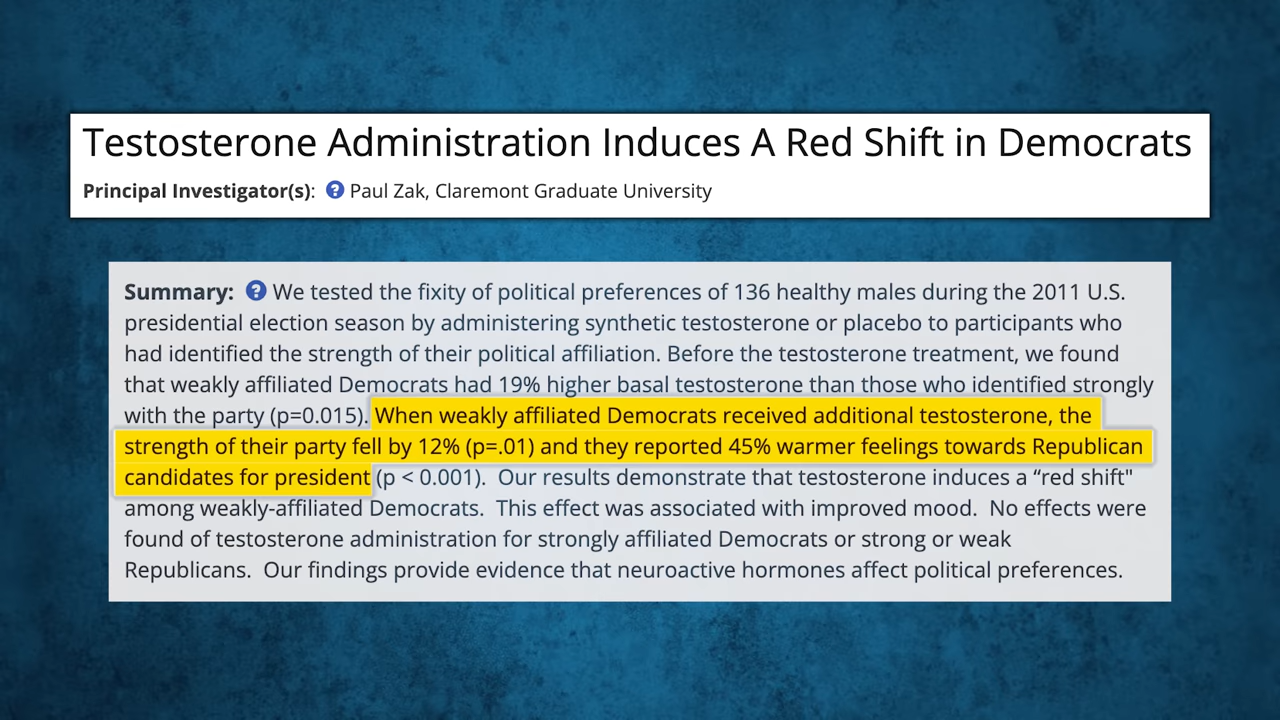 Testosterone Administration Induces A Red Shift in Democrats
Principal Investigator(s): ? Paul Zak, Claremont Graduate University
Summary: ? We tested the fixity of political preferences of 136 healthy males during the 2011 U.S.
presidential election season by administering synthetic testosterone or placebo to participants who
had identified the strength of their political affiliation. Before the testosterone treatment, we found
that weakly affiliated Democrats had 19% higher basal testosterone than those who identified strongly
with the party (p=0.015). When weakly affiliated Democrats received additional testosterone, the
strength of their party fell by 12% (p=.01) and they reported 45% warmer feelings towards Republican
candidates for president (p < 0.001). Our results demonstrate that testosterone induces a “red shift"
among weakly-affiliated Democrats. This effect was associated with improved mood. No effects were
found of testosterone administration for strongly affiliated Democrats or strong or weak
Republicans. Our findings provide evidence that neuroactive hormones affect political preferences.